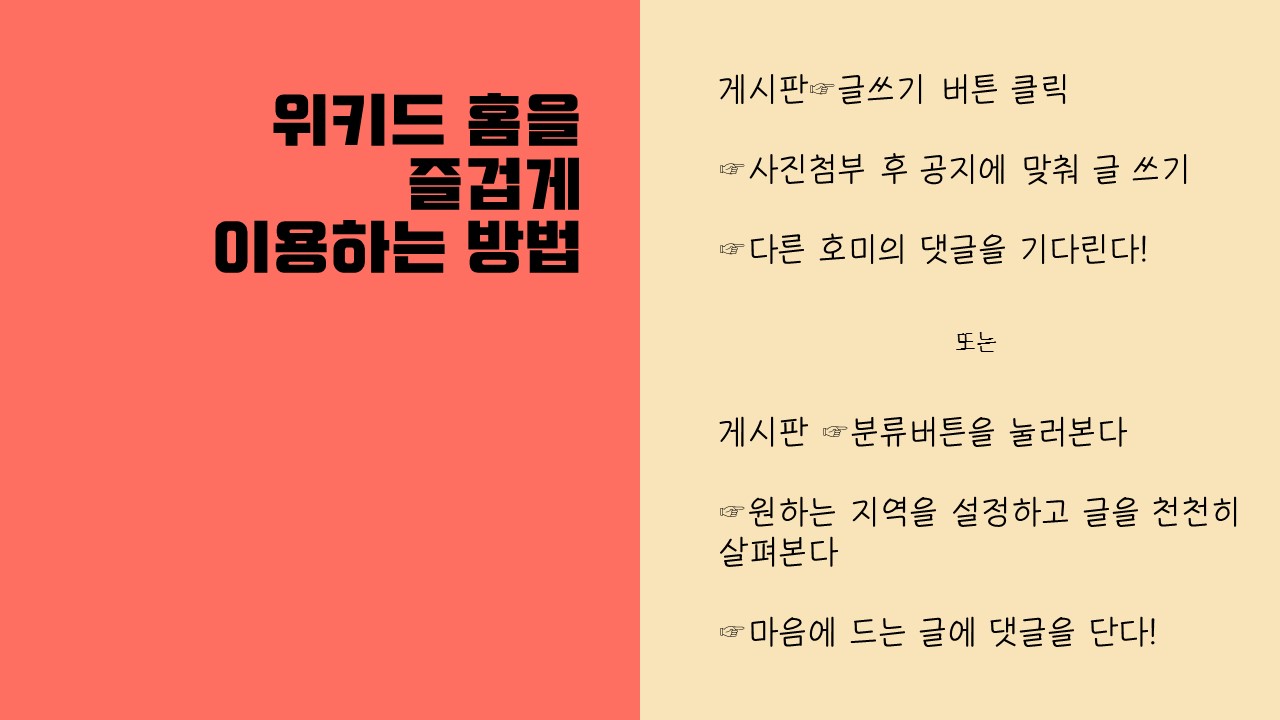 위키드 홈을
즐겁게
이용하는 방법
게시판☞글쓰기 버튼 클릭
☞사진첨부 후 공지에 맞춰 글 쓰기
☞다른 호미의 댓글을 기다린다!
또는
게시판 ☞분류버튼을 눌러본다
☞원하는 지역을 설정하고 글을 천천히
살펴본다
☞마음에 드는 글에 댓글을 단다!